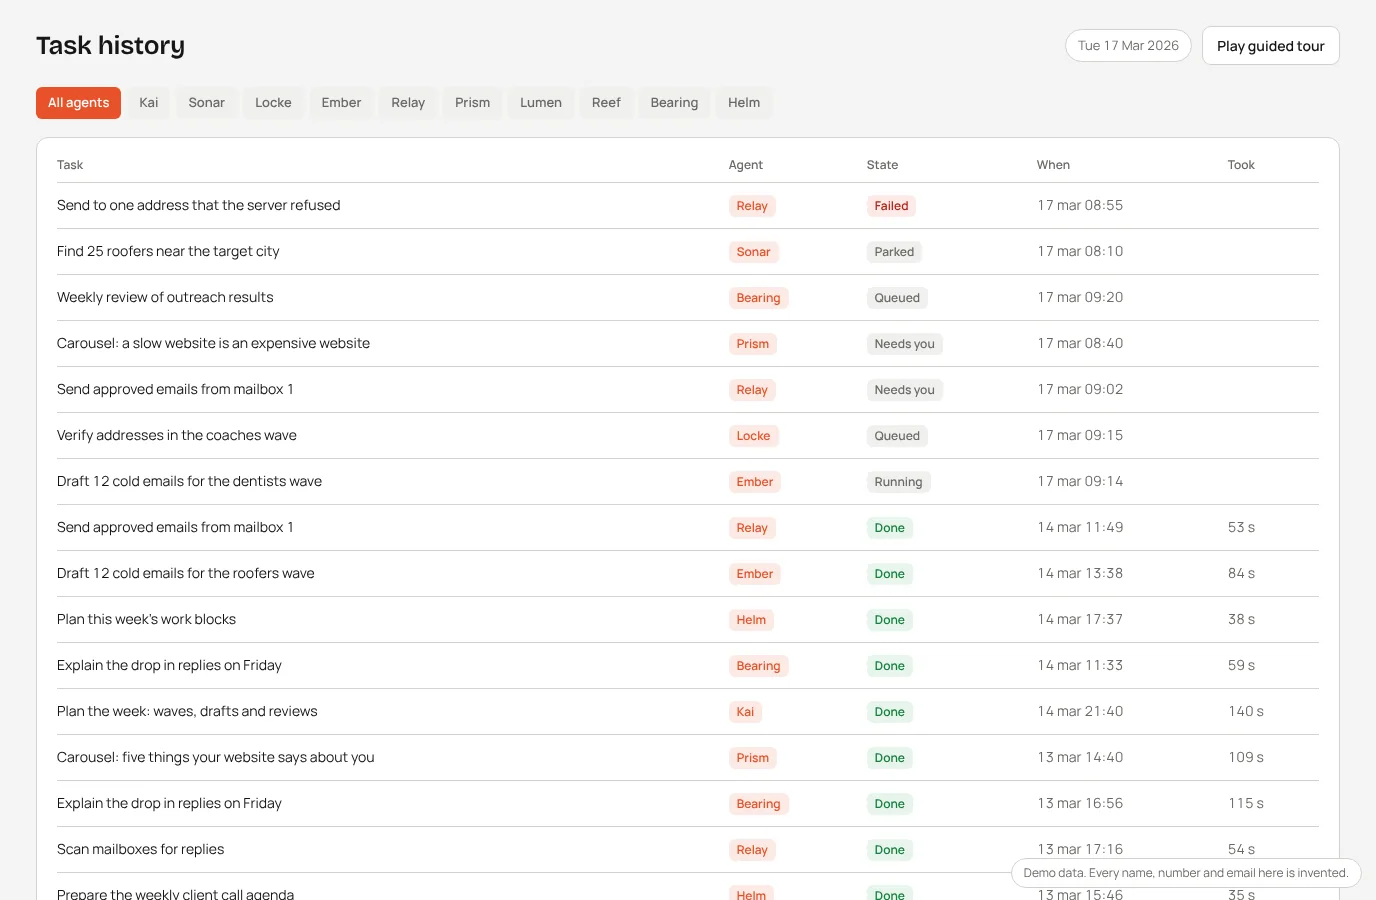 Task history
Tue 17 Mar 2026
Play guided tour
All agents Kai Sonar Locke Ember Relay Prism Lumen Reef Bearing Helm
Task Agent State When Took
Send to one address that the server refused Relay Failed 17 mar 08:55
Find 25 roofers near the target city Sonar Parked 17 mar 08:10
Weekly review of outreach results Bearing Queued 17 mar 09:20
Carousel: a slow website is an expensive website Prism Needs you 17 mar 08:40
Send approved emails from mailbox 1 Relay Needs you 17 mar 09:02
Verify addresses in the coaches wave Locke Queued 17 mar 09:15
Draft 12 cold emails for the dentists wave Ember Running 17 mar 09:14
Send approved emails from mailbox 1 Relay Done 14 mar 11:49 53 s
Draft 12 cold emails for the roofers wave Ember Done 14 mar 13:38 84 s
Plan this week's work blocks Helm Done 14 mar 17:37 38 s
Explain the drop in replies on Friday Bearing Done 14 mar 11:33 59 s
Plan the week: waves, drafts and reviews Kai Done 14 mar 21:40 140 s
Carousel: five things your website says about you Prism Done 13 mar 14:40 109 s
Explain the drop in replies on Friday Bearing Done 13 mar 16:56 115 s
Scan mailboxes for replies Relay Done 13 mar 17:16 54 s
Demo data. Every name, number and email here is invented.
Prepare the weekly client call agenda Helm Done 13 mar 15:46 35 s